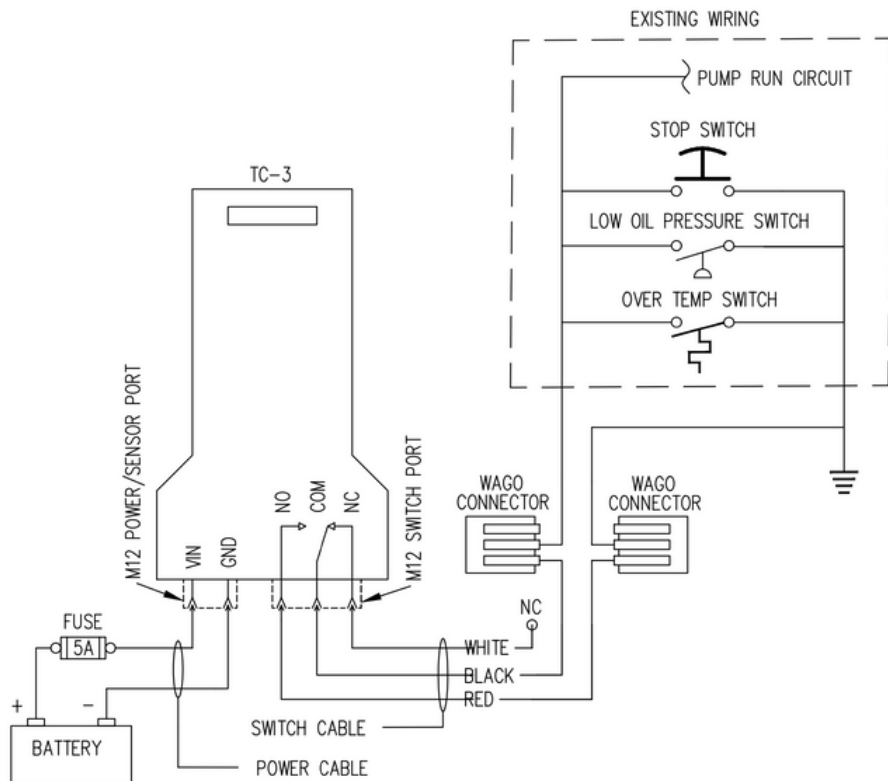 EXISTING WIRING
PUMP RUN CIRCUIT
STOP SWITCH
TC-3
LOW OIL PRESSURE SWITCH
OVER TEMP SWITCH
M12 POWER/SENSOR PORT
M12 SWITCH PORT
WAGO
CONNECTOR
WAGO
CONNECTOR
NO
COM
NC
VIN
GND
NC
FUSE
5A
WHITE
BLACK
RED
+
-
BATTERY
SWITCH CABLE
POWER CABLE